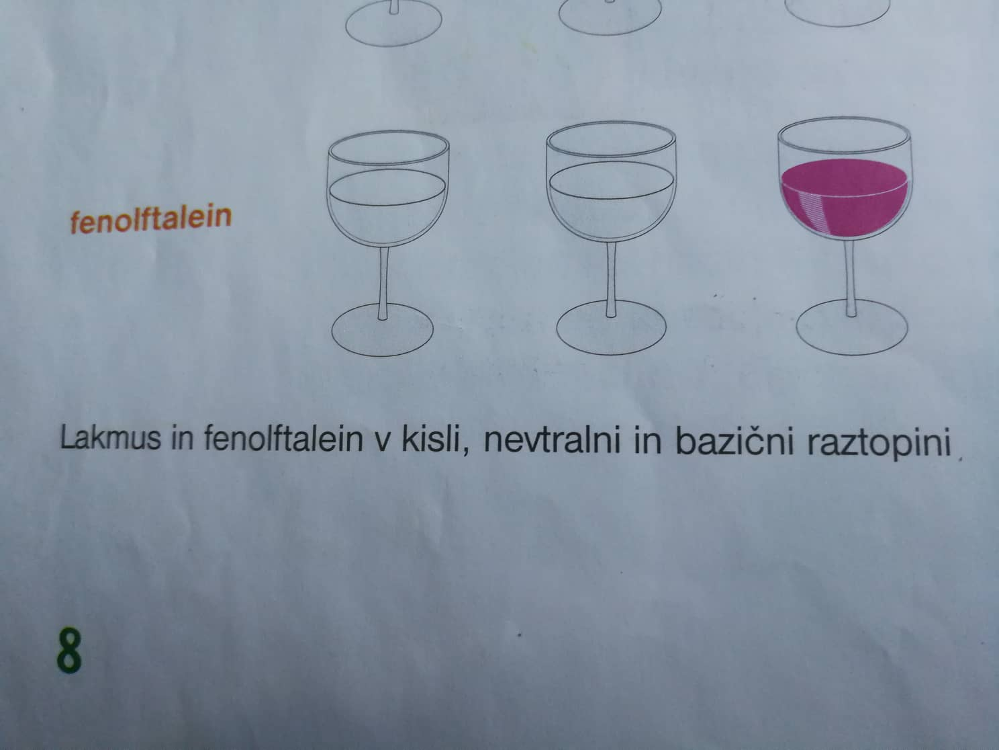 fenolftalein
Lakmus in fenolftalein v kisli, nevtralni in bazični raztopini
8